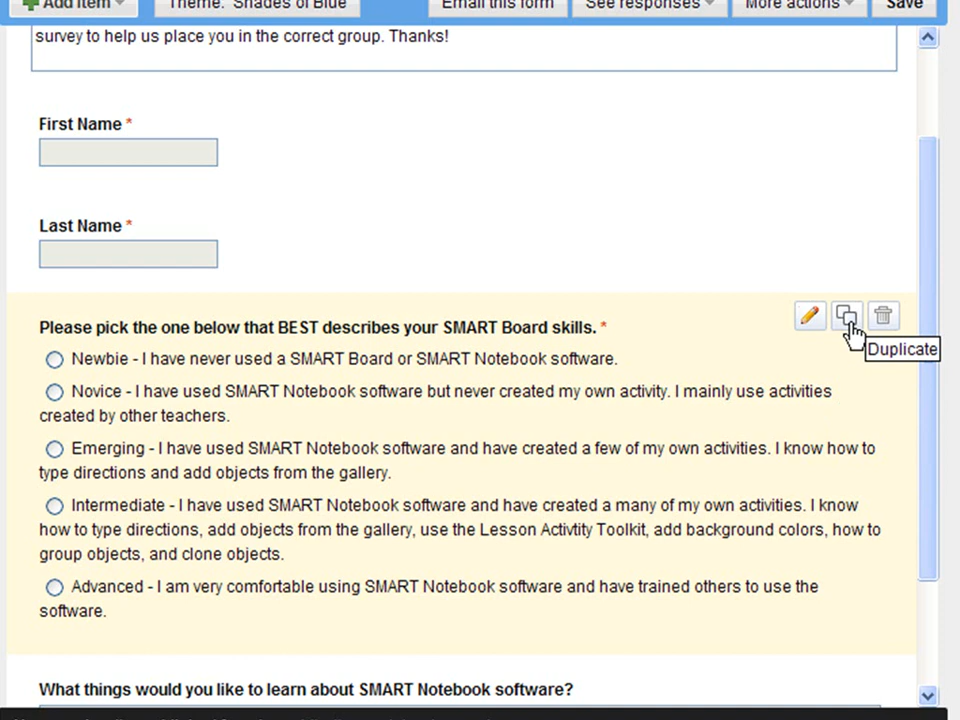 Add item
Theme: Shades of Blue
Email this form
See responses
More actions
Save
survey to help us place you in the correct group. Thanks!
First Name *
Last Name *
Please pick the one below that BEST describes your SMART Board skills. *
Duplicate
Newbie - I have never used a SMART Board or SMART Notebook software.
Novice - I have used SMART Notebook software but never created my own activity. I mainly use activities
created by other teachers.
Emerging - I have used SMART Notebook software and have created a few of my own activities. I know how to
type directions and add objects from the gallery.
Intermediate - I have used SMART Notebook software and have created a many of my own activities. I know
how to type directions, add objects from the gallery, use the Lesson Activity Toolkit, add background colors, how to
group objects, and clone objects.
Advanced - I am very comfortable using SMART Notebook software and have trained others to use the
software.
What things would you like to learn about SMART Notebook software?